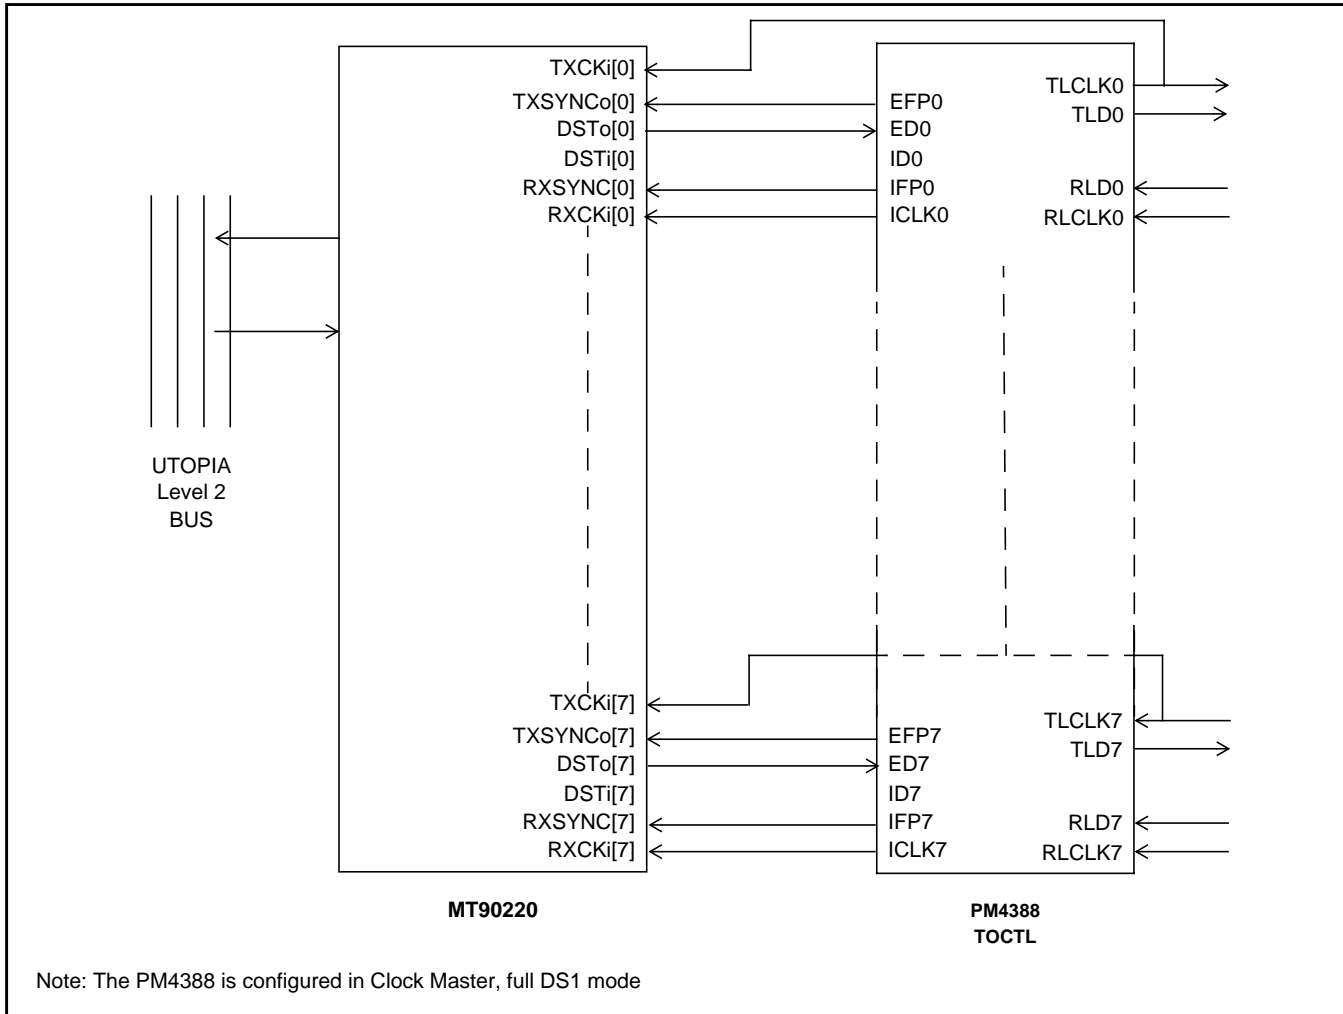 TXCKi[0]
TXSYNCo[0]
DSTo[0]
DSTi[0]
RXSYNC[0]
RXCKi[0]
EFP0
ED0
ID0
IFP0
ICLK0
TLCLK0
TLD0
RLD0
RLCLK0
UTOPIA
Level 2
BUS
TXCKi[7]
TXSYNCo[7]
DSTo[7]
DSTi[7]
RXSYNC[7]
RXCKi[7]
EFP7
ED7
ID7
IFP7
ICLK7
TLCLK7
TLD7
RLD7
RLCLK7
MT90220
PM4388
TOCTL
Note: The PM4388 is configured in Clock Master, full DS1 mode